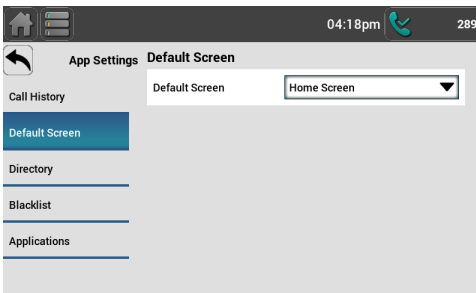 04:18pm 289
App Settings
Default Screen
Default Screen Home Screen
Call History
Default Screen
Directory
Blacklist
Applications